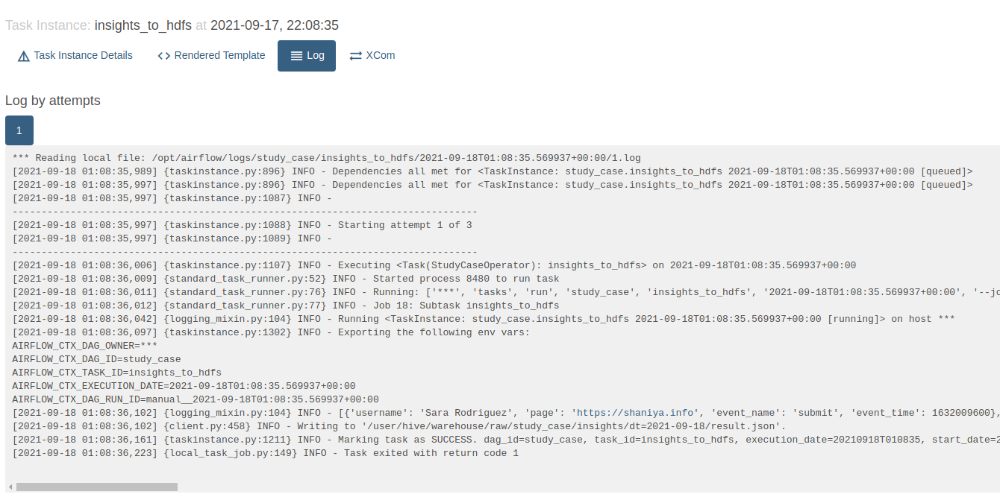 Task Instance: insights_to_hdfs at 2021-09-17, 22:08:35
Task Instance Details Rendered Template Log XCom
Log by attempts
1
*** Reading local file: /opt/airflow/logs/study_case/insights_to_hdfs/2021-09-18T01:08:35.569937+00:00/1.log
[2021-09-18 01:08:35,989] {taskinstance.py:896} INFO - Dependencies all met for <TaskInstance: study_case.insights_to_hdfs 2021-09-18T01:08:35.569937+00:00 [queued]>
[2021-09-18 01:08:35,997] {taskinstance.py:896} INFO - Dependencies all met for <TaskInstance: study_case.insights_to_hdfs 2021-09-18T01:08:35.569937+00:00 [queued]>
[2021-09-18 01:08:35,997] {taskinstance.py:1087} INFO -
--------------------------------------------------------------------------------
[2021-09-18 01:08:35,997] {taskinstance.py:1088} INFO - Starting attempt 1 of 3
[2021-09-18 01:08:35,997] {taskinstance.py:1089} INFO -
--------------------------------------------------------------------------------
[2021-09-18 01:08:36,006] {taskinstance.py:1107} INFO - Executing <Task(StudyCaseOperator): insights_to_hdfs> on 2021-09-18T01:08:35.569937+00:00
[2021-09-18 01:08:36,009] {standard_task_runner.py:52} INFO - Started process 8480 to run task
[2021-09-18 01:08:36,011] {standard_task_runner.py:76} INFO - Running: ['***', 'tasks', 'run', 'study_case', 'insights_to_hdfs', '2021-09-18T01:08:35.569937+00:00', '--jo
[2021-09-18 01:08:36,012] {standard_task_runner.py:77} INFO - Job 18: Subtask insights_to_hdfs
[2021-09-18 01:08:36,042] {logging_mixin.py:104} INFO - Running <TaskInstance: study_case.insights_to_hdfs 2021-09-18T01:08:35.569937+00:00 [running]> on host ***
[2021-09-18 01:08:36,097] {taskinstance.py:1302} INFO - Exporting the following env vars:
AIRFLOW_CTX_DAG_OWNER=***
AIRFLOW_CTX_DAG_ID=study_case
AIRFLOW_CTX_TASK_ID=insights_to_hdfs
AIRFLOW_CTX_EXECUTION_DATE=2021-09-18T01:08:35.569937+00:00
AIRFLOW_CTX_DAG_RUN_ID=manual__2021-09-18T01:08:35.569937+00:00
[2021-09-18 01:08:36,102] {logging_mixin.py:104} INFO - [{'username': 'Sara Rodriguez', 'page': 'https://shaniya.info', 'event_name': 'submit', 'event_time': 1632009600},
[2021-09-18 01:08:36,102] {client.py:458} INFO - Writing to '/user/hive/warehouse/raw/study_case/insights/dt=2021-09-18/result.json'.
[2021-09-18 01:08:36,161] {taskinstance.py:1211} INFO - Marking task as SUCCESS. dag_id=study_case, task_id=insights_to_hdfs, execution_date=20210918T010835, start_date=2
[2021-09-18 01:08:36,223] {local_task_job.py:149} INFO - Task exited with return code 1